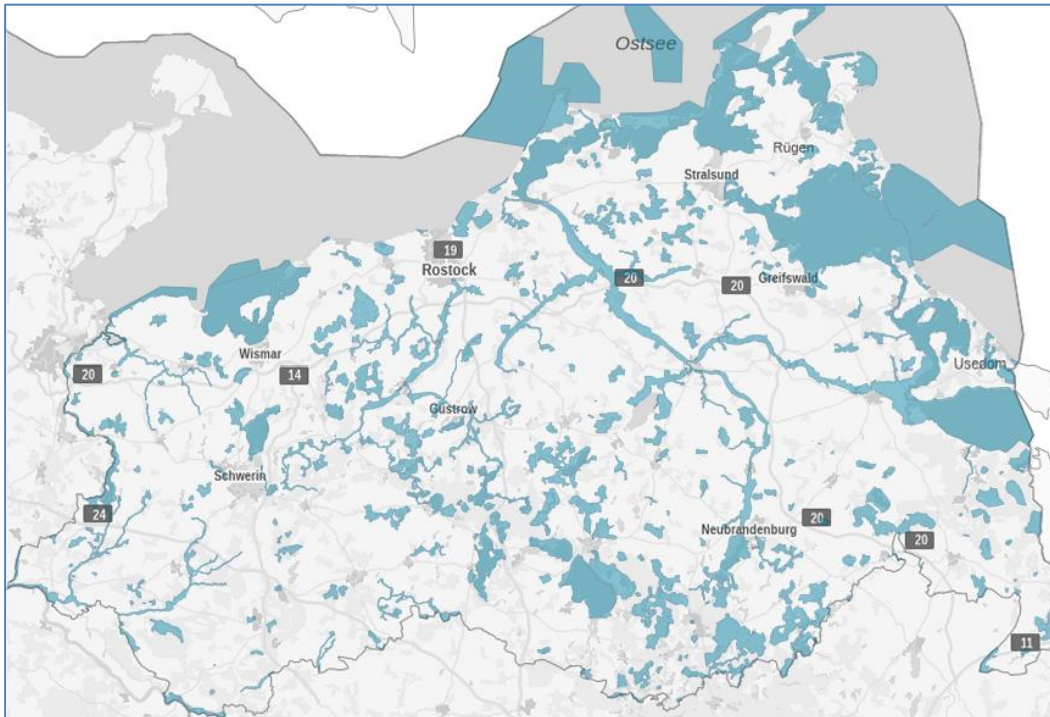 Ostsee
Rügen
Stralsund
19
Rostock
20
20
Greifswald
Wismar
14
20
Usedom
Güstrow
Schwerin
24
20
Neubrandenburg
20
11